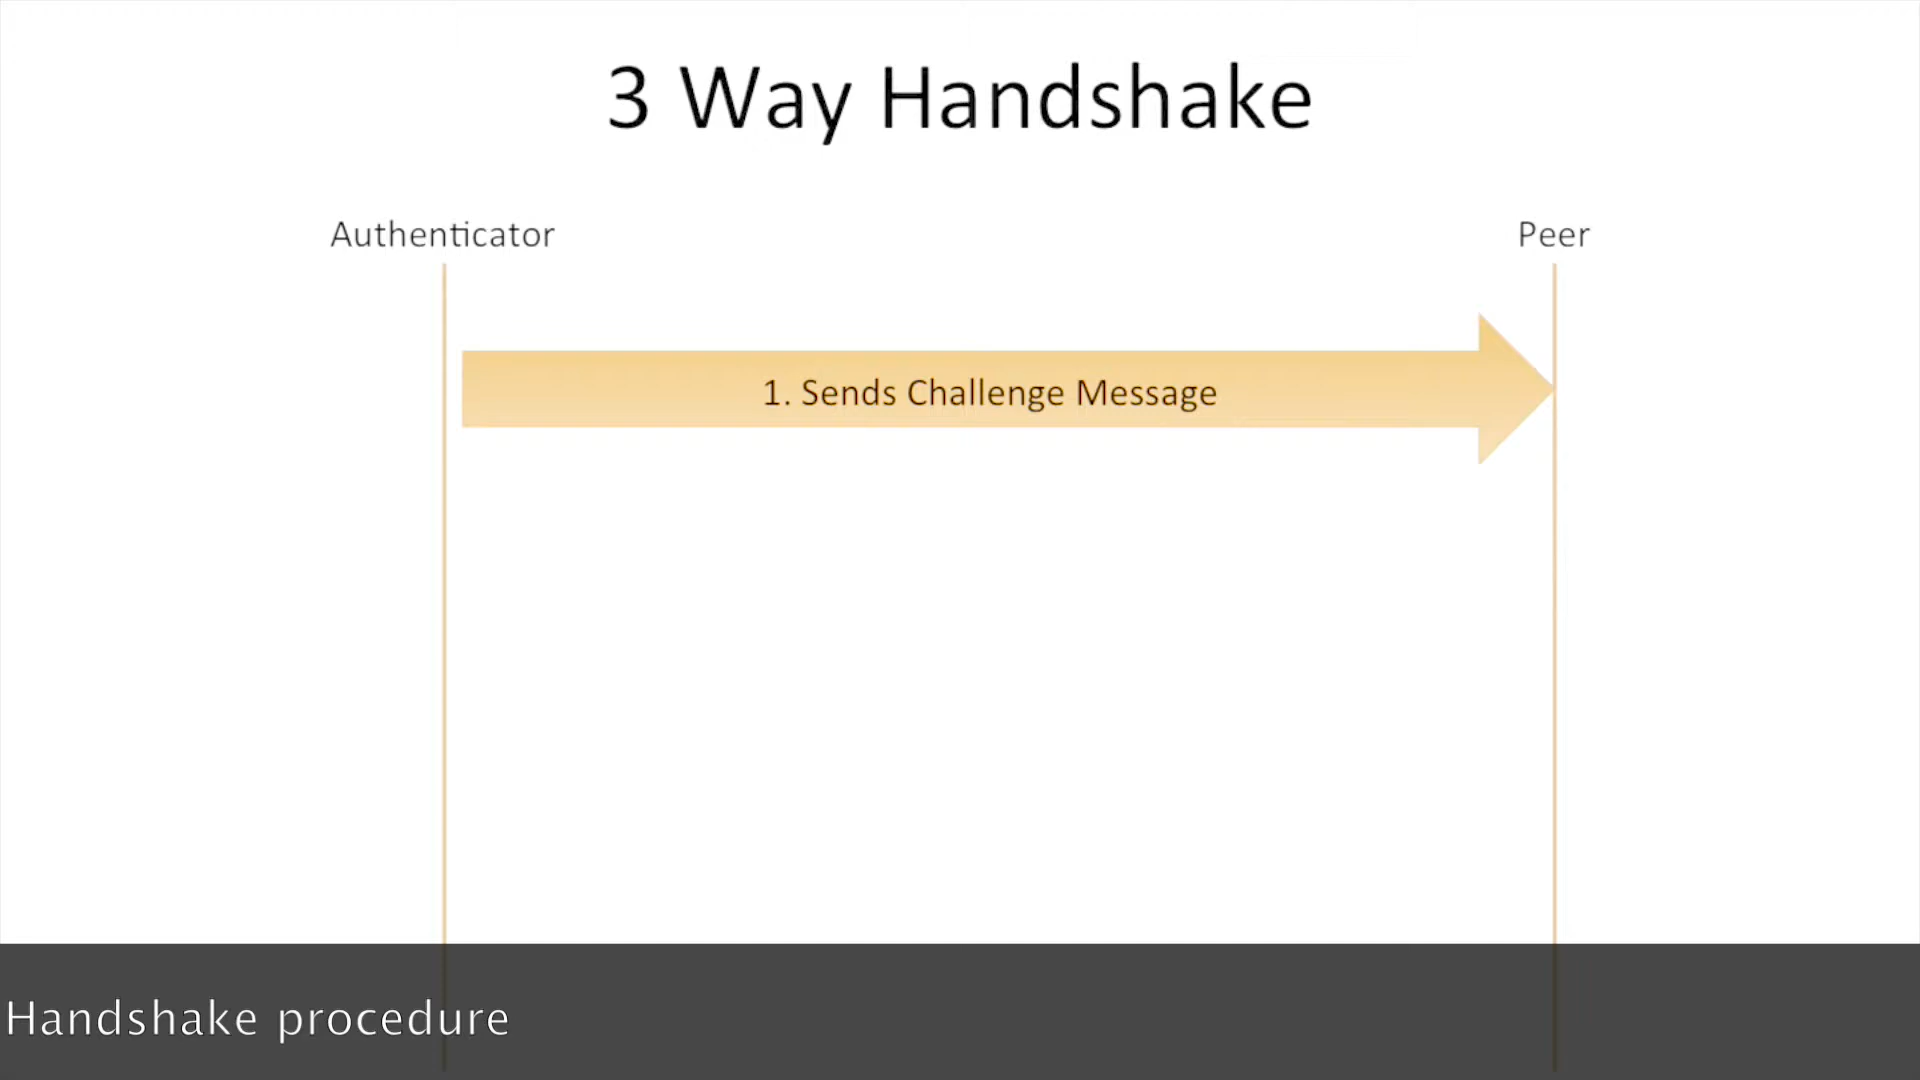 3 Way Handshake
Authenticator
Peer
1. Sends Challenge Message
Handshake procedure